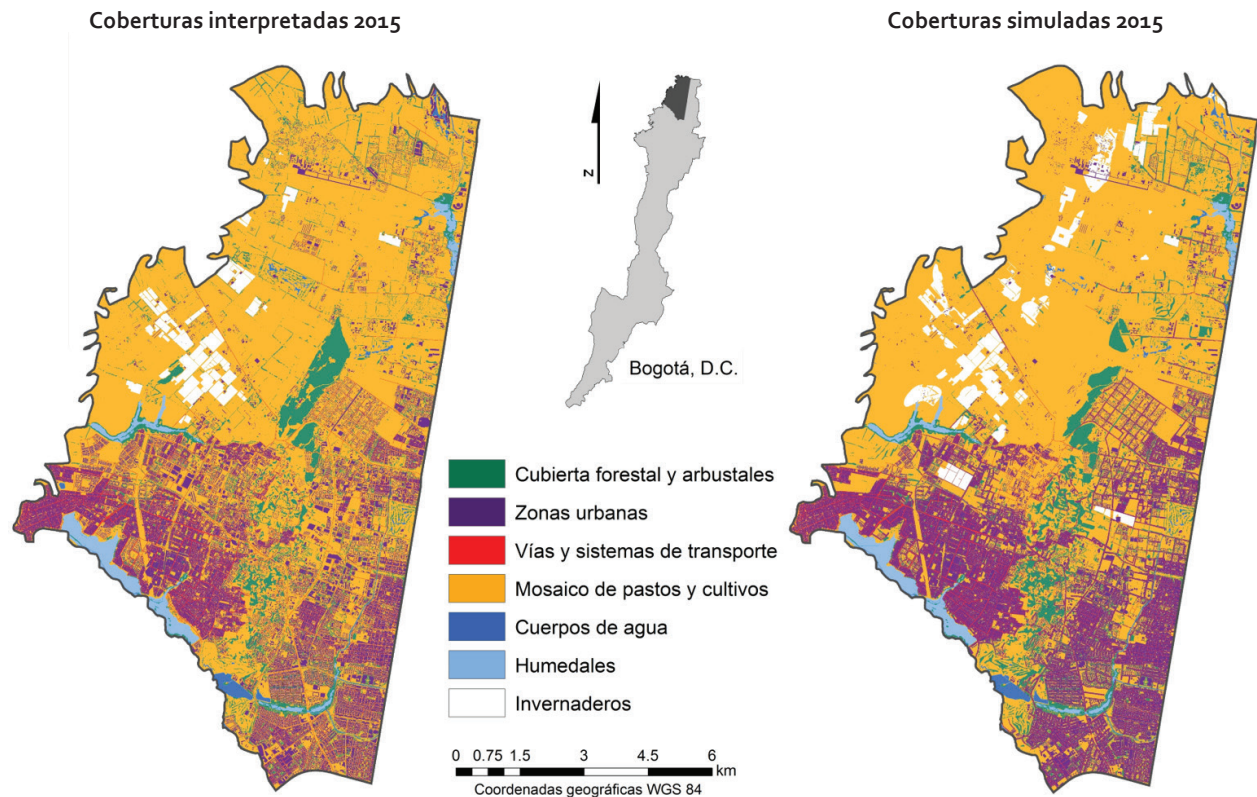 Coberturas interpretadas 2015
Coberturas simuladas 2015
N
Bogotá, D.C.
Cubierta forestal y arbustales
Zonas urbanas
Vías y sistemas de transporte
Mosaico de pastos y cultivos
Cuerpos de agua
Humedales
Invernaderos
0 0.75 1.5 3 4.5 6
km
Coordenadas geográficas WGS 84